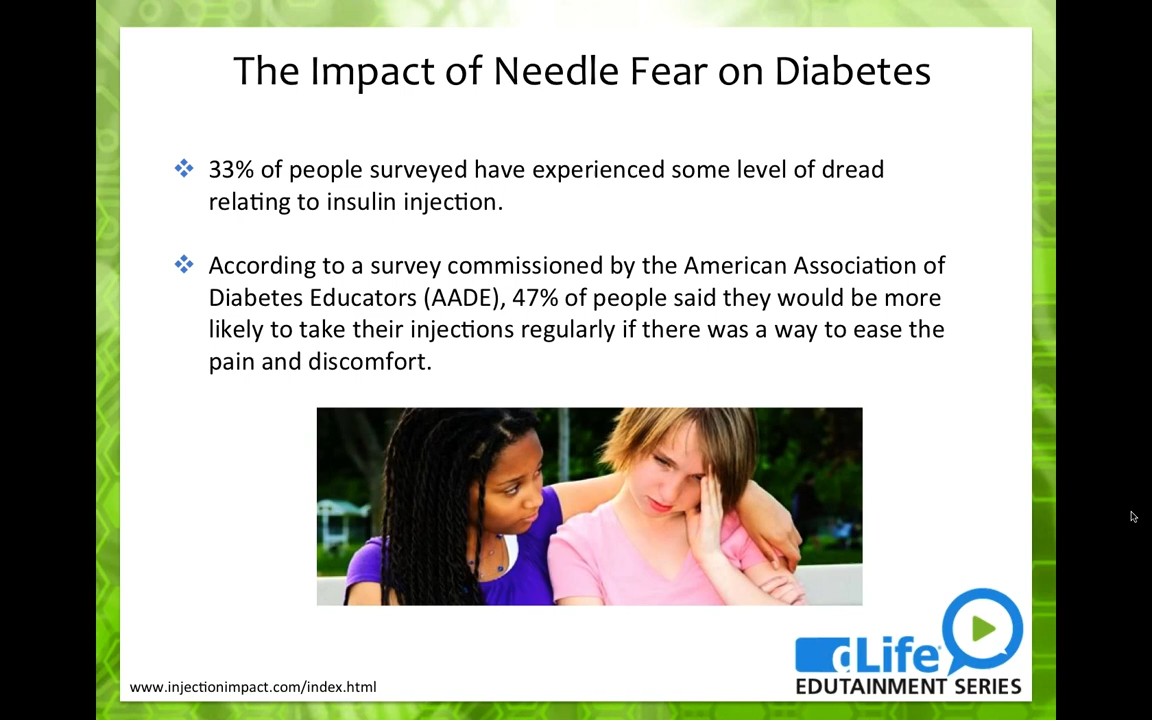 The Impact of Needle Fear on Diabetes
33% of people surveyed have experienced some level of dread
relating to insulin injection.
According to a survey commissioned by the American Association of
Diabetes Educators (AADE), 47% of people said they would be more
likely to take their injections regularly if there was a way to ease the
pain and discomfort.
dLife
EDUTAINMENT SERIES
www.injectionimpact.com/index.html